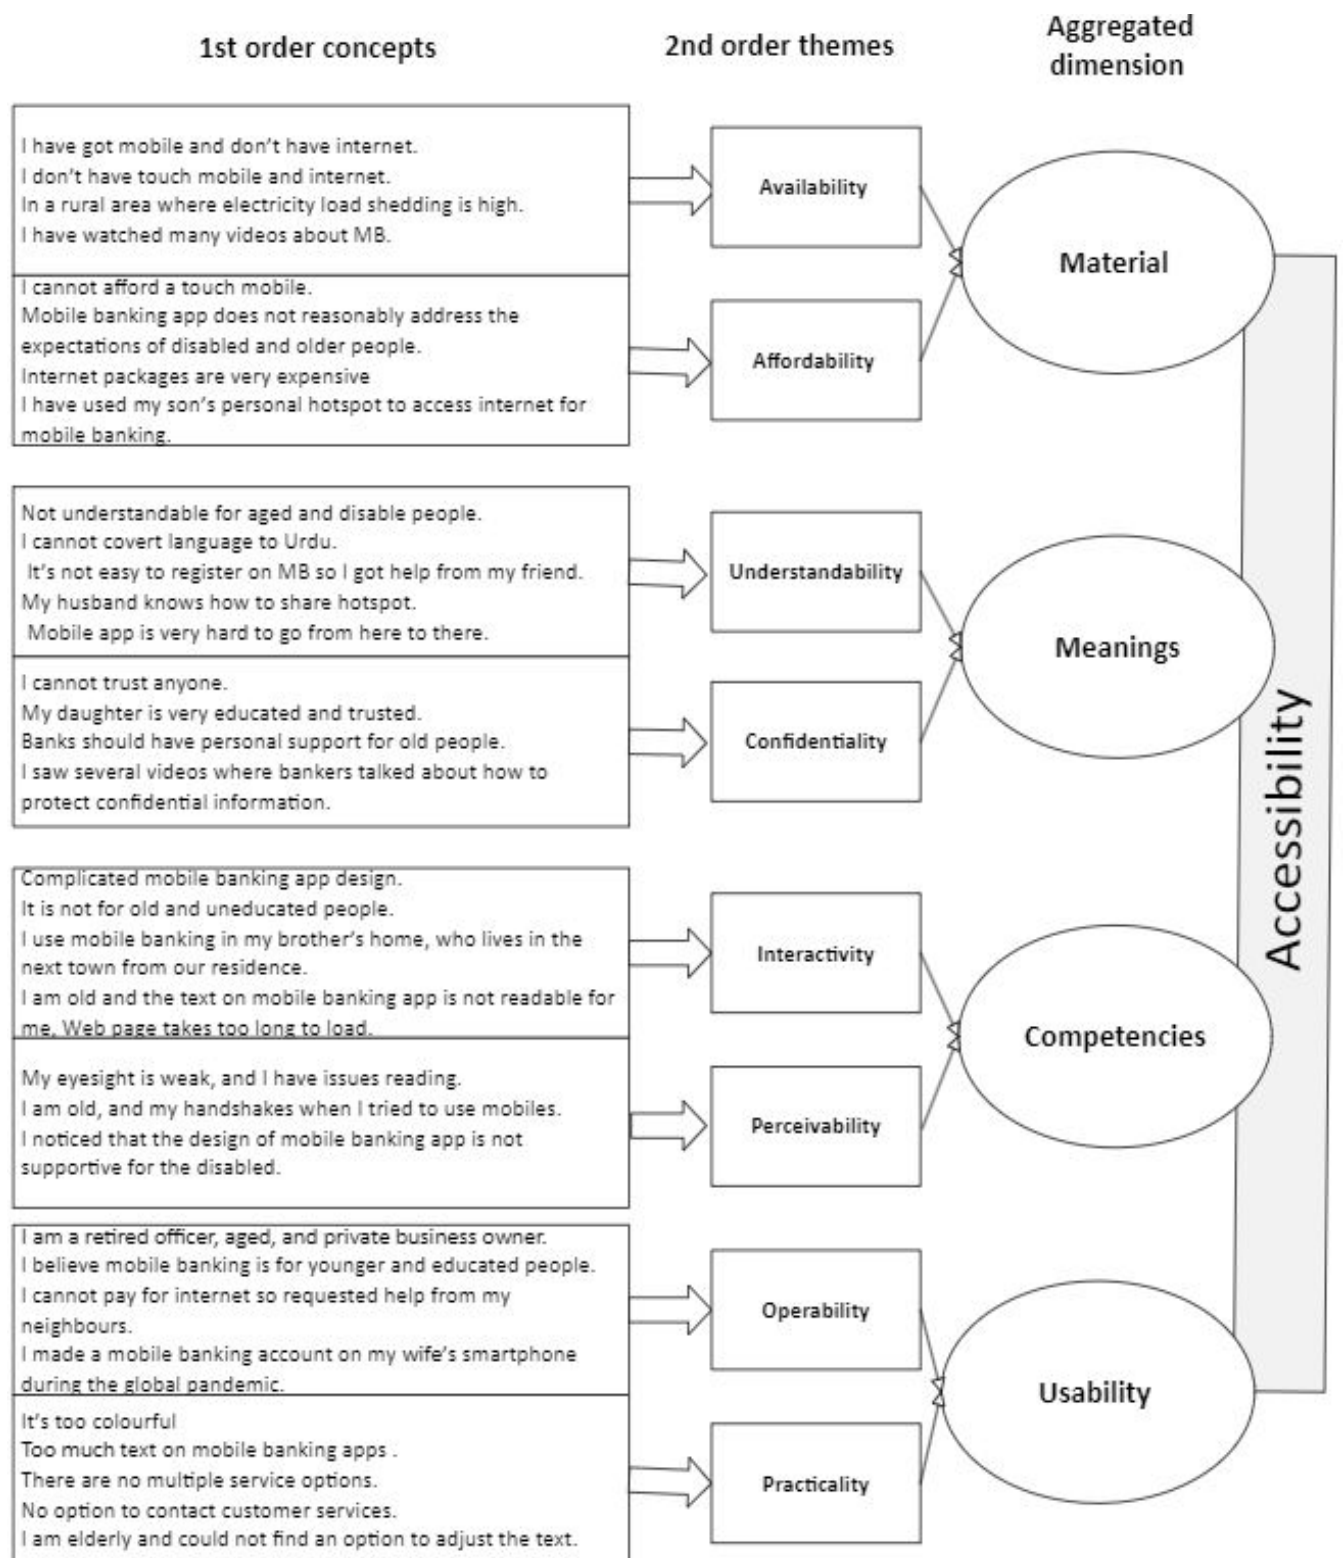 1st order concepts
2nd order themes
Aggregated
dimension
I have got mobile and don't have internet.
I don't have touch mobile and internet.
In a rural area where electricity load shedding is high.
I have watched many videos about MB.
Availability
I cannot afford a touch mobile.
Mobile banking app does not reasonably address the
expectations of disabled and older people.
Internet packages are very expensive
I have used my son's personal hotspot to access internet for
mobile banking.
Affordability
Material
Not understandable for aged and disable people.
I cannot covert language to Urdu.
It's not easy to register on MB so I got help from my friend.
My husband knows how to share hotspot.
Mobile app is very hard to go from here to there.
Understandability
I cannot trust anyone.
My daughter is very educated and trusted.
Banks should have personal support for old people.
I saw several videos where bankers talked about how to
protect confidential information.
Confidentiality
Meanings
Complicated mobile banking app design.
It is not for old and uneducated people.
I use mobile banking in my brother's home, who lives in the
next town from our residence.
I am old and the text on mobile banking app is not readable for
me, Web page takes too long to load.
Interactivity
My eyesight is weak, and I have issues reading.
I am old, and my handshakes when I tried to use mobiles.
I noticed that the design of mobile banking app is not
supportive for the disabled.
Perceivability
Competencies
I am a retired officer, aged, and private business owner.
I believe mobile banking is for younger and educated people.
I cannot pay for internet so requested help from my
neighbours.
I made a mobile banking account on my wife's smartphone
during the global pandemic.
Operability
It's too colourful
Too much text on mobile banking apps .
There are no multiple service options.
No option to contact customer services.
I am elderly and could not find an option to adjust the text.
Practicality
Usability
Accessibility